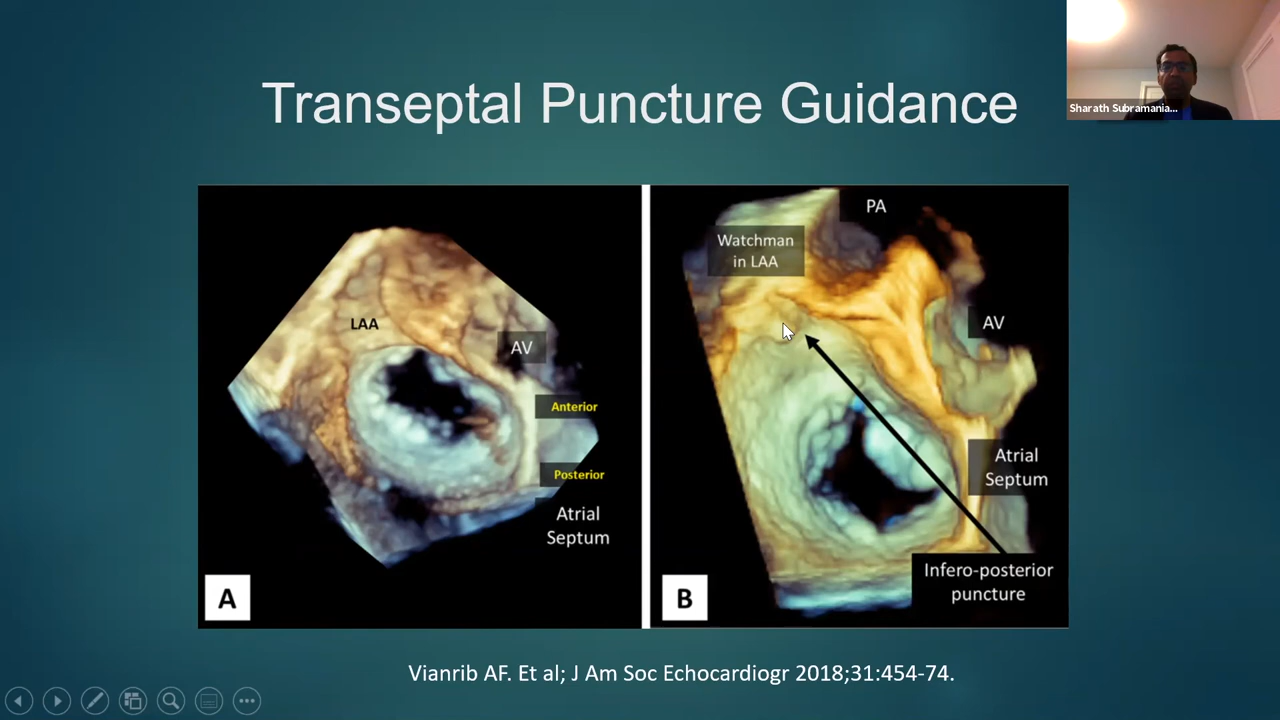 Transeptal Puncture Guidance
Sharath Subramania...
LAA
AV
Anterior
Posterior
Atrial
Septum
A
PA
Watchman
in LAA
AV
Atrial
Septum
Infero-posterior
puncture
B
Vianrib AF. Et al; J Am Soc Echocardiogr 2018;31:454-74.